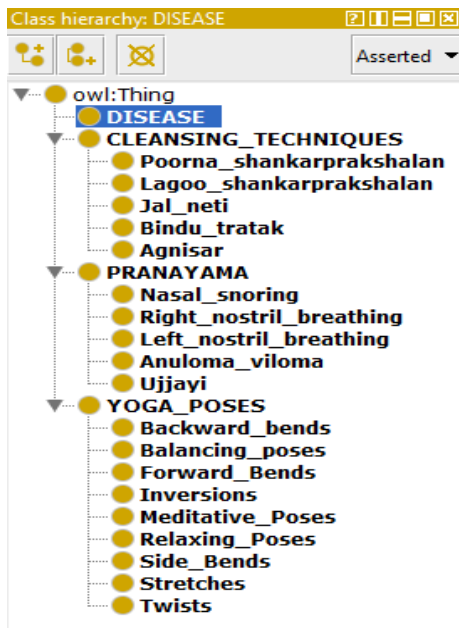 Class hierarchy: DISEASE
Asserted
owl:Thing
DISEASE
CLEANSING_TECHNIQUES
Poorna_shankarprakshalan
Lagoo_shankarprakshalan
Jal_neti
Bindu_tratak
Agnisar
PRANAYAMA
Nasal_snoring
Right_nostril_breathing
Left_nostril_breathing
Anuloma_viloma
Ujjayi
YOGA_POSES
Backward_bends
Balancing_poses
Forward_Bends
Inversions
Meditative_Poses
Relaxing_Poses
Side_Bends
Stretches
Twists